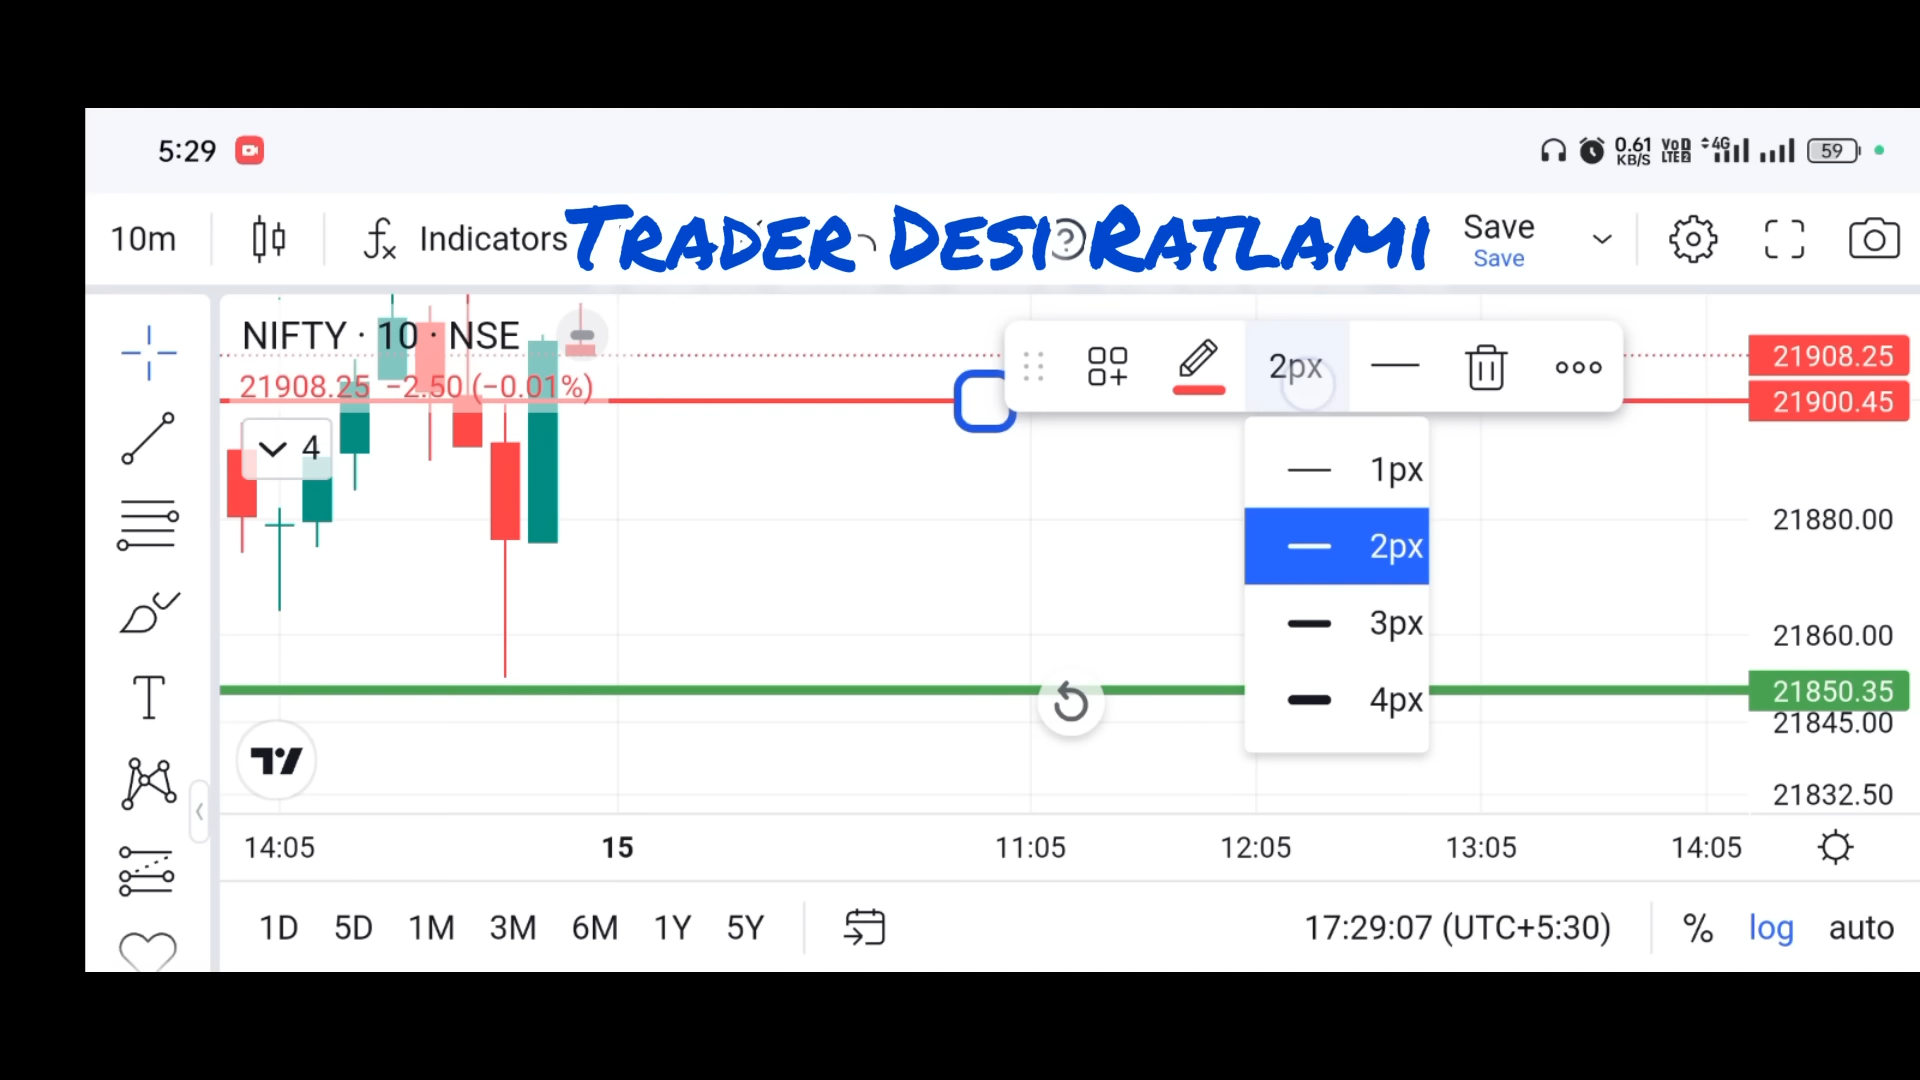 5:29
0.61 KB/S VoD LTE2 4G 59
10m Indicators Save
Save
TRADER DESI RATLAMI
NIFTY · 10 · NSE
21908.25 −2.50 (−0.01%)
4
2px
1px
2px
3px
4px
21908.25
21900.45
21880.00
21860.00
21850.35
21845.00
21832.50
14:05 15 11:05 12:05 13:05 14:05
1D 5D 1M 3M 6M 1Y 5Y 17:29:07 (UTC+5:30) % log auto